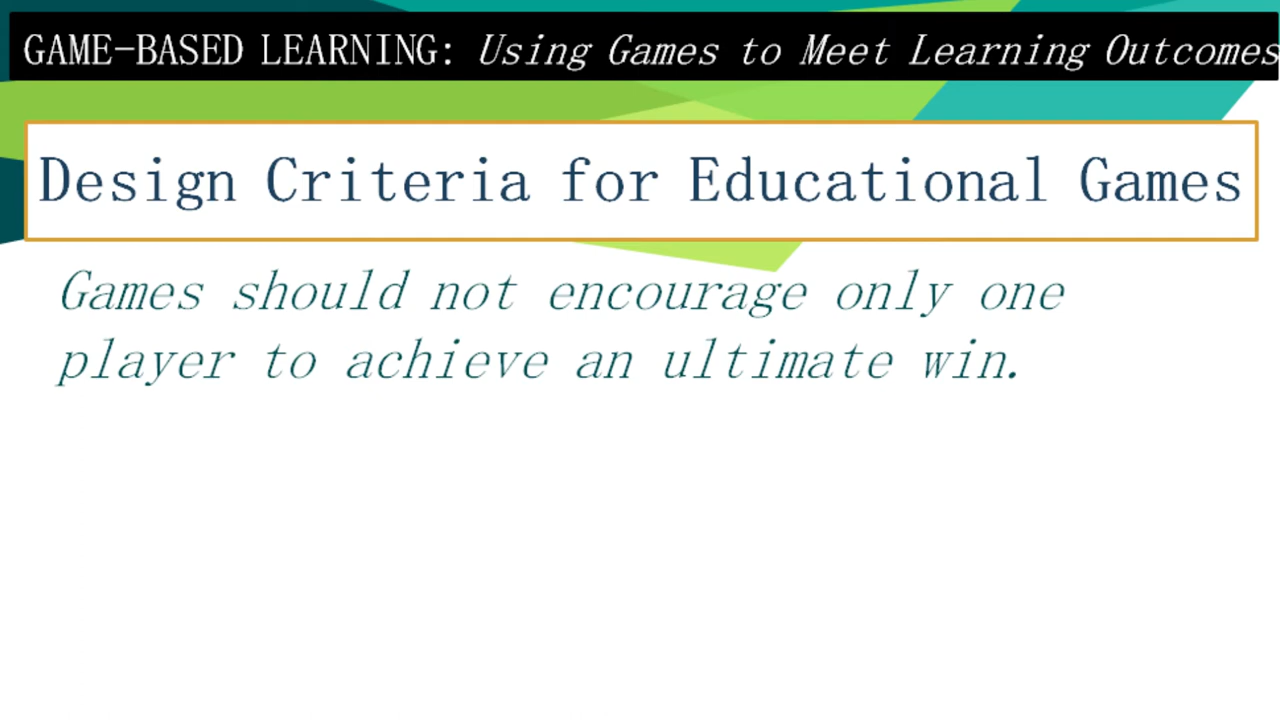 GAME-BASED LEARNING: Using Games to Meet Learning Outcomes
Design Criteria for Educational Games
Games should not encourage only one
player to achieve an ultimate win.